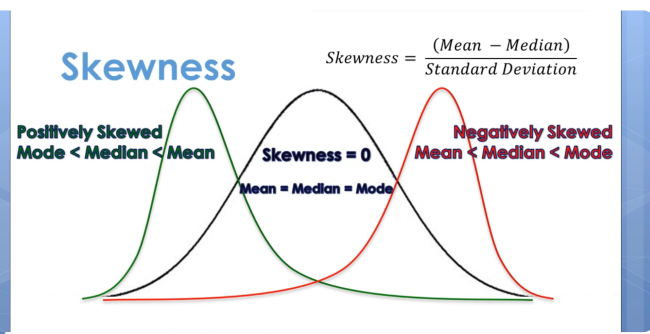 Skewness
Skewness = (Mean − Median) / Standard Deviation
Positively Skewed
Mode < Median < Mean
Skewness = 0
Mean = Median = Mode
Negatively Skewed
Mean < Median < Mode